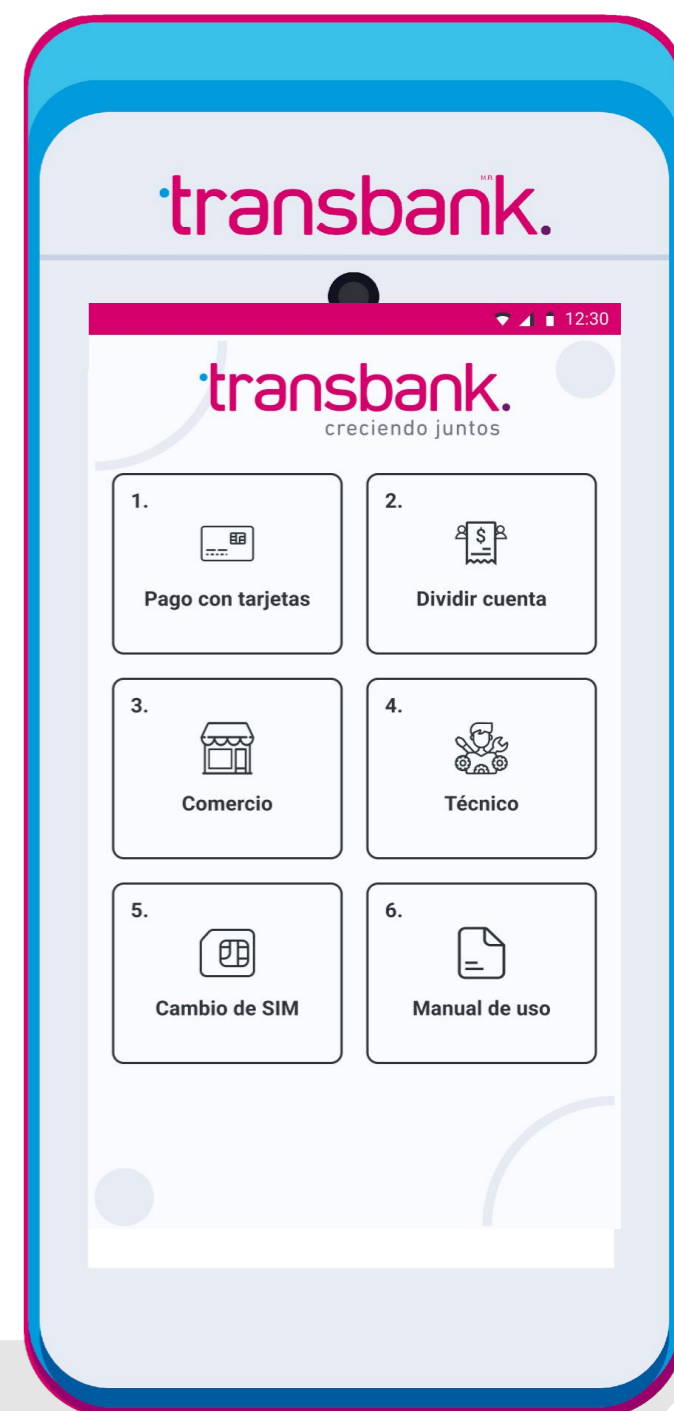 transbank.
M.R.
12:30
transbank.
creciendo juntos
1.
Pago con tarjetas
2.
Dividir cuenta
3.
Comercio
4.
Técnico
5.
Cambio de SIM
6.
Manual de uso